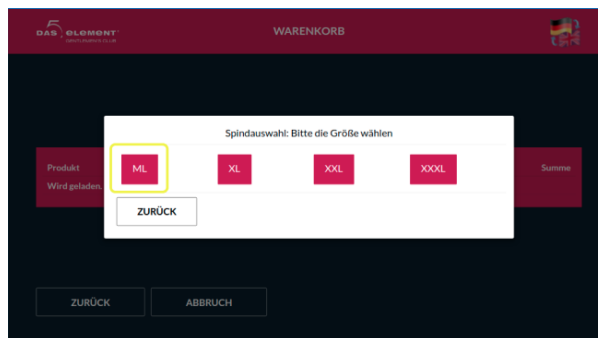 5
DAS ELEMENT
WARENKORB
Spindauswahl: Bitte die Größe wählen
Produkt
ML
XL
XXL
XXXL
Summe
Wird geladen.
ZURÜCK
ZURÜCK
ABBRUCH